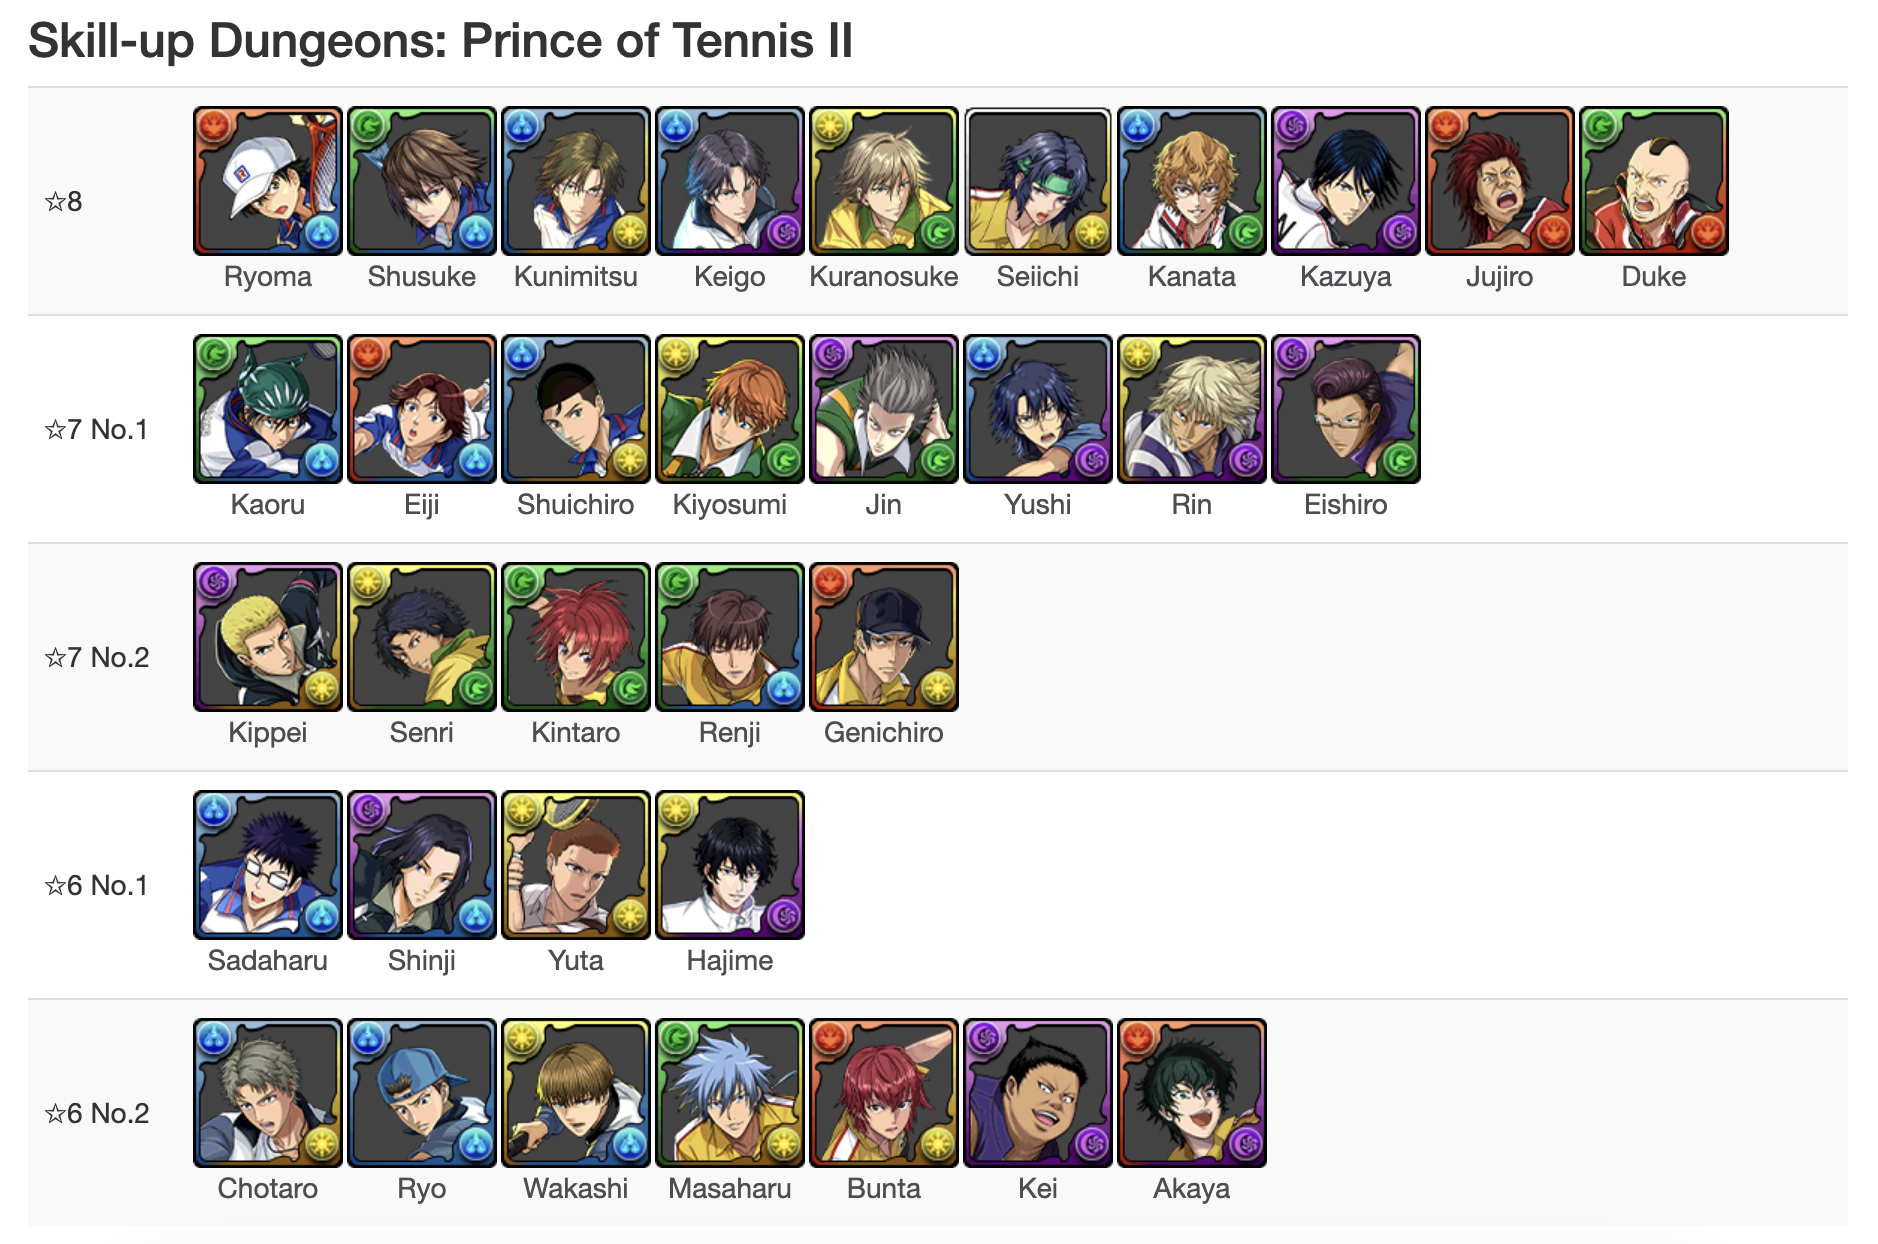 Skill-up Dungeons: Prince of Tennis II
☆8
Ryoma Shusuke Kunimitsu Keigo Kuranosuke Seiichi Kanata Kazuya Jujiro Duke
☆7 No.1
Kaoru Eiji Shuichiro Kiyosumi Jin Yushi Rin Eishiro
☆7 No.2
Kippei Senri Kintaro Renji Genichiro
☆6 No.1
Sadaharu Shinji Yuta Hajime
☆6 No.2
Chotaro Ryo Wakashi Masaharu Bunta Kei Akaya